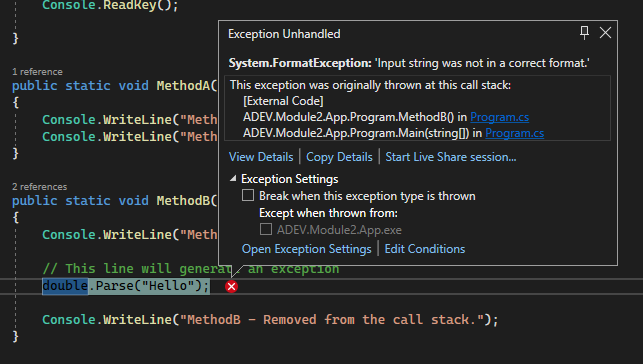 Console.ReadKey();
}
1 reference
public static void MethodA(
{
Console.WriteLine("Meth
Console.WriteLine("Meth
}
2 references
public static void MethodB(
{
Console.WriteLine("Meth
// This line will generate an exception
double.Parse("Hello");
Console.WriteLine("MethodB - Removed from the call stack.");
}
Exception Unhandled
System.FormatException: 'Input string was not in a correct format.'
This exception was originally thrown at this call stack:
[External Code]
ADEV.Module2.App.Program.MethodB() in Program.cs
ADEV.Module2.App.Program.Main(string[]) in Program.cs
View Details | Copy Details | Start Live Share session...
Exception Settings
Break when this exception type is thrown
Except when thrown from:
ADEV.Module2.App.exe
Open Exception Settings | Edit Conditions